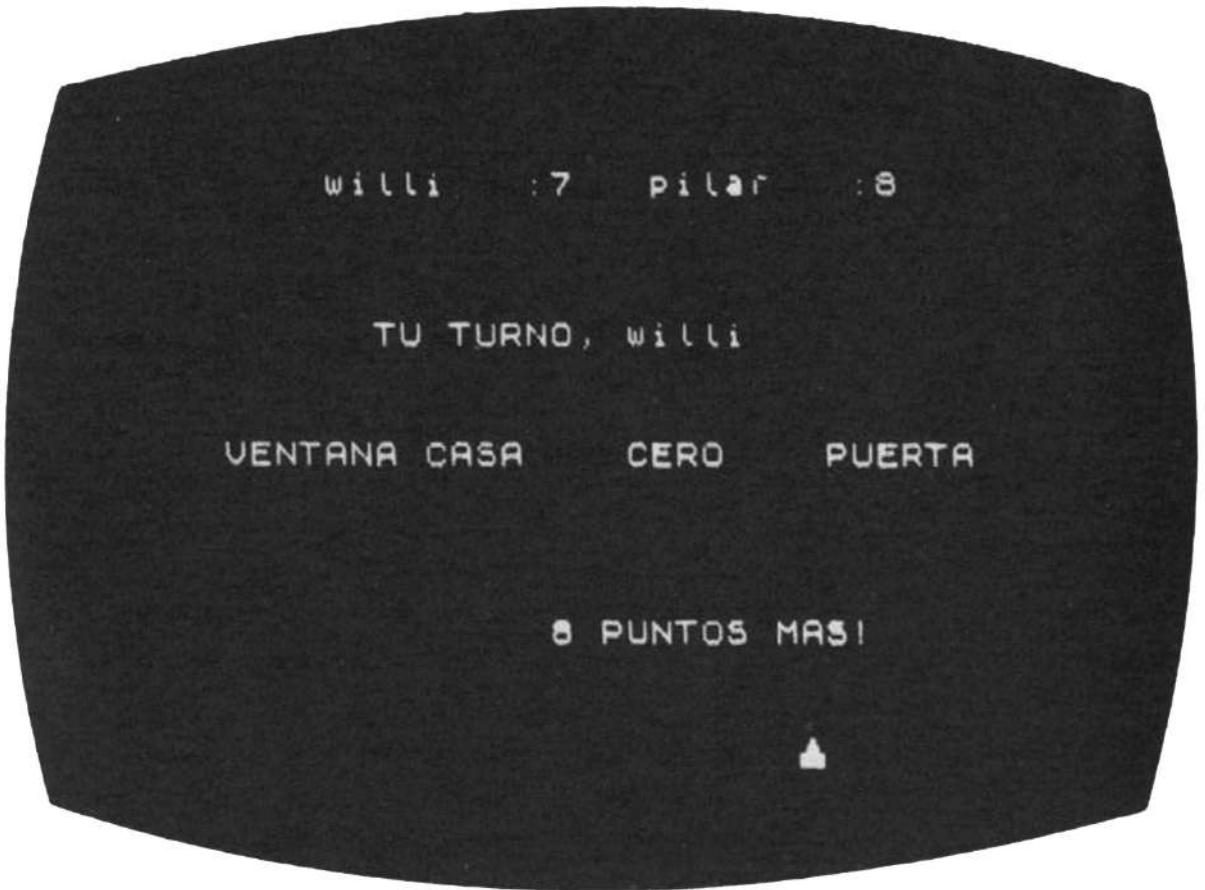 willi :7 pilar :8
TU TURNO, willi
VENTANA CASA CERO PUERTA
8 PUNTOS MAS!